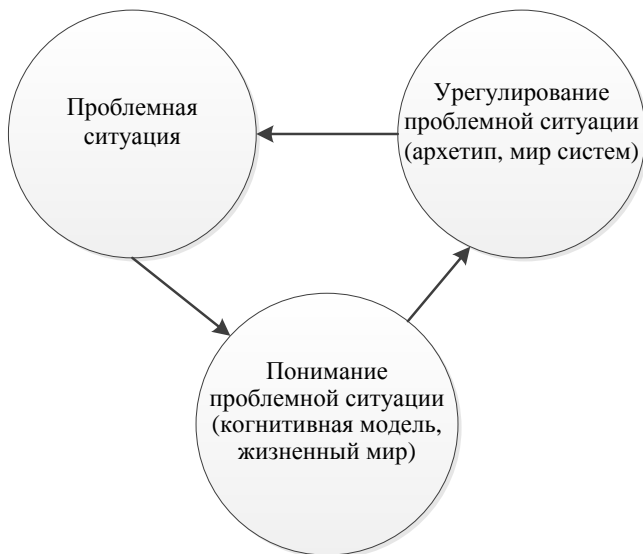 Проблемная
ситуация
Урегулирование
проблемной ситуации
(архетип, мир систем)
Понимание
проблемной ситуации
(когнитивная модель,
жизненный мир)